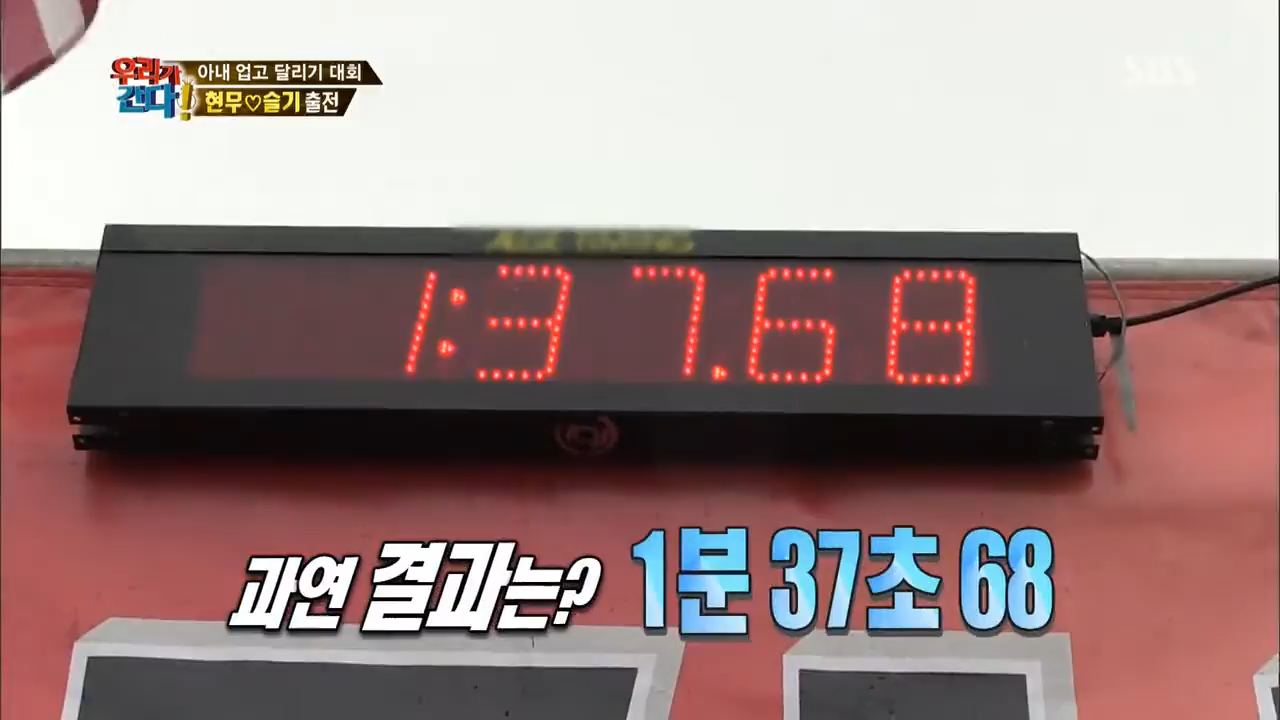 우리가 간다!
아내 업고 달리기 대회
현무♡슬기 출전
SBS
1:37.68
과연 결과는? 1분 37초 68